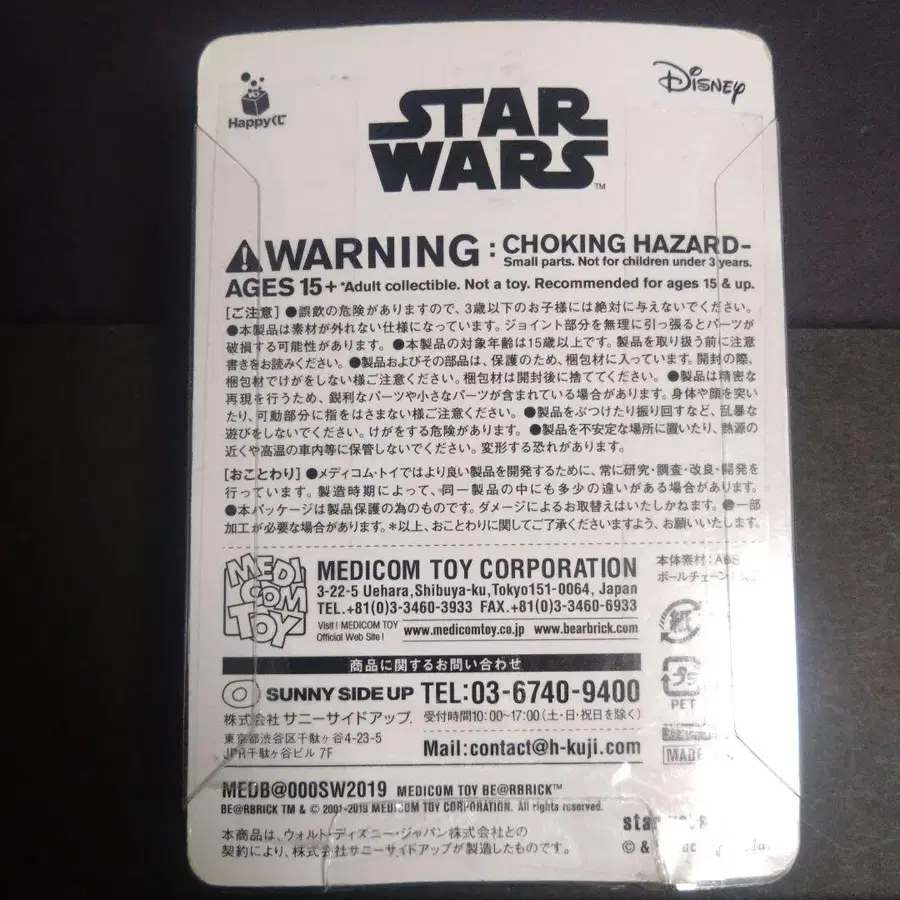 Happyくじ
Disney
STAR
WARS™
WARNING : CHOKING HAZARD-
Small parts. Not for children under 3 years.
AGES 15+ *Adult collectible. Not a toy. Recommended for ages 15 & up.
[ご注意] ●誤飲の危険がありますので、3歳以下のお子様には絶対に与えないでください。
●本製品は素材が外れない仕様になっています。ジョイント部分を無理に引っ張るとパーツが
破損する可能性があります。 ●本製品の対象年齢は15歳以上です。製品を取り扱う前に注意
書きをお読みください。 ●製品およびその部品は、保護のため、梱包材に入っています。開封の際、
梱包材でけがをしない様ご注意ください。梱包材は開封後に捨ててください。 ●製品は精密な
再現を行うため、鋭利なパーツや小さなパーツが含まれている場合があります。身体や顔を突い
たり、可動部分に指をはさまない様ご注意ください。 ●製品をぶつけたり振り回すなど、乱暴な
遊びをしないでください。けがをする危険があります。 ●製品を不安定な場所に置いたり、熱源の
近くや高温の車内等に保管しないでください。変形する恐れがあります。
[おことわり] ●メディコム・トイではより良い製品を開発するために、常に研究・調査・改良・開発を
行っています。製造時期によって、同一製品の中にも多少の違いがある場合があります。
●本パッケージは製品保護の為のものです。ダメージによるお取替えはいたしかねます。 ●一部
加工が必要な場合があります。*以上、おことわりに関してご了承くださいますよう、お願いいたします。
MEDI
COM
TOY
MEDICOM TOY CORPORATION
3-22-5 Uehara,Shibuya-ku,Tokyo151-0064, Japan
TEL.+81(0)3-3460-3933 FAX.+81(0)3-3460-6933
Visit ! MEDICOM TOY
Official Web Site !
www.medicomtoy.co.jp www.bearbrick.com
本体素材:ABS
ボールチェーン:
紙
プラ
PET
MADE
商品に関するお問い合わせ
SUNNY SIDE UP TEL:03-6740-9400
株式会社 サニーサイドアップ. 受付時間10:00~17:00(土・日・祝日を除く)
東京都渋谷区千駄ヶ谷4-23-5
JPR千駄ヶ谷ビル 7F
Mail:contact@h-kuji.com
MEDB@000SW2019 MEDICOM TOY BE@RBRICK™
BE@RBRICK TM & © 2001-2019 MEDICOM TOY CORPORATION. All rights reserved.
本商品は、ウォルト・ディズニー・ジャパン株式会社との
契約により、株式会社サニーサイドアップが製造したものです。
© &